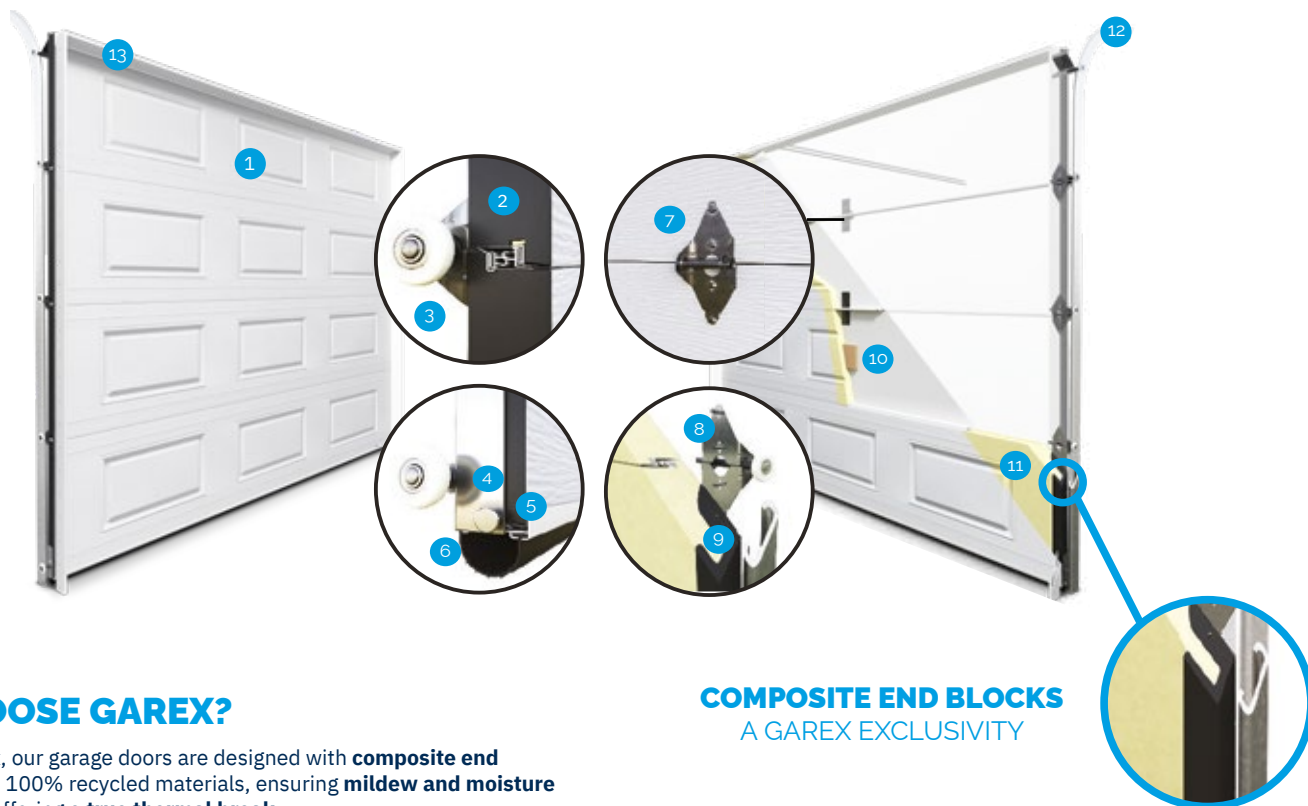 13
12
1
2
3
7
10
4
5
6
8
9
11
COMPOSITE END BLOCKS
A GAREX EXCLUSIVITY
OOSE GAREX?
, our garage doors are designed with composite end
100% recycled materials, ensuring mildew and moisture